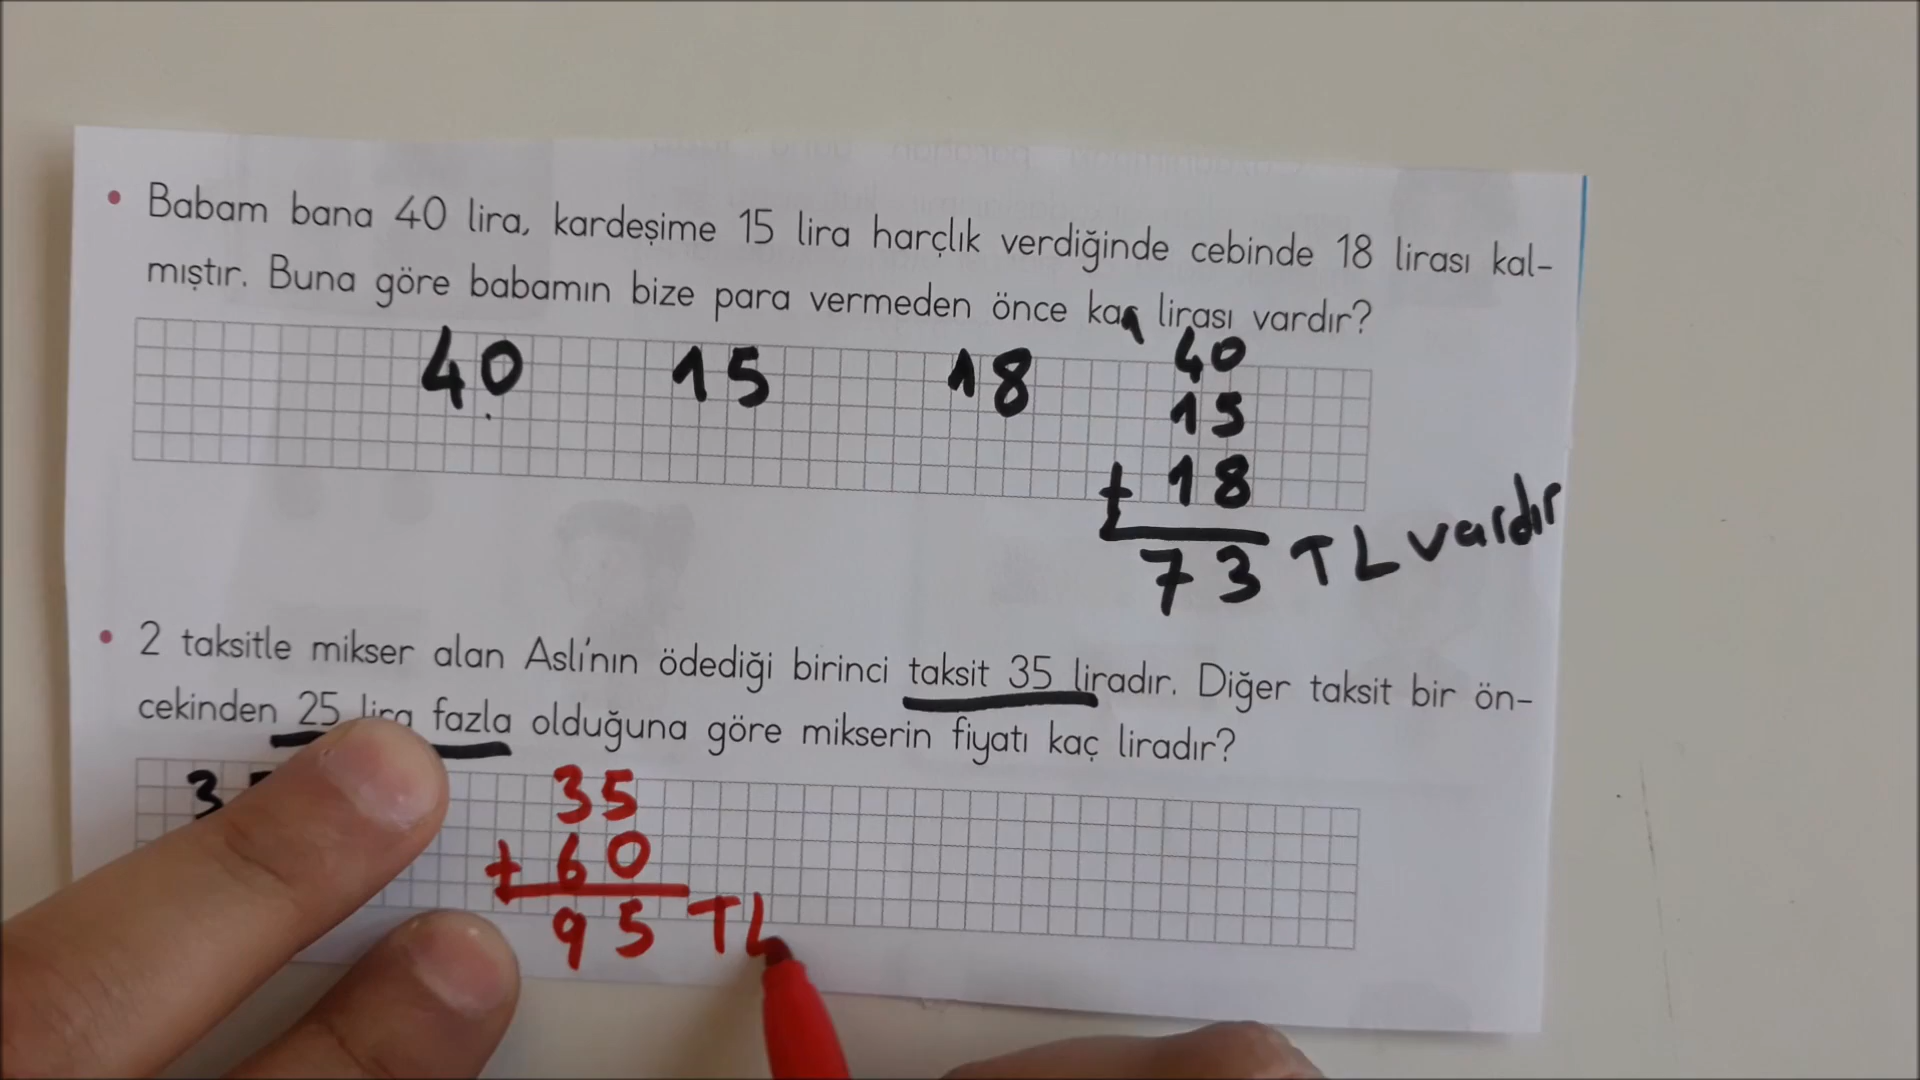 • Babam bana 40 lira, kardeşime 15 lira harçlık verdiğinde cebinde 18 lirası kal-
mıştır. Buna göre babamın bize para vermeden önce kaç lirası vardır?
40 15 18
1
40
15
+ 18
73 TL vardır
• 2 taksitle mikser alan Aslı'nın ödediği birinci taksit 35 liradır. Diğer taksit bir ön-
cekinden 25 lira fazla olduğuna göre mikserin fiyatı kaç liradır?
3
35
+ 60
95 TL